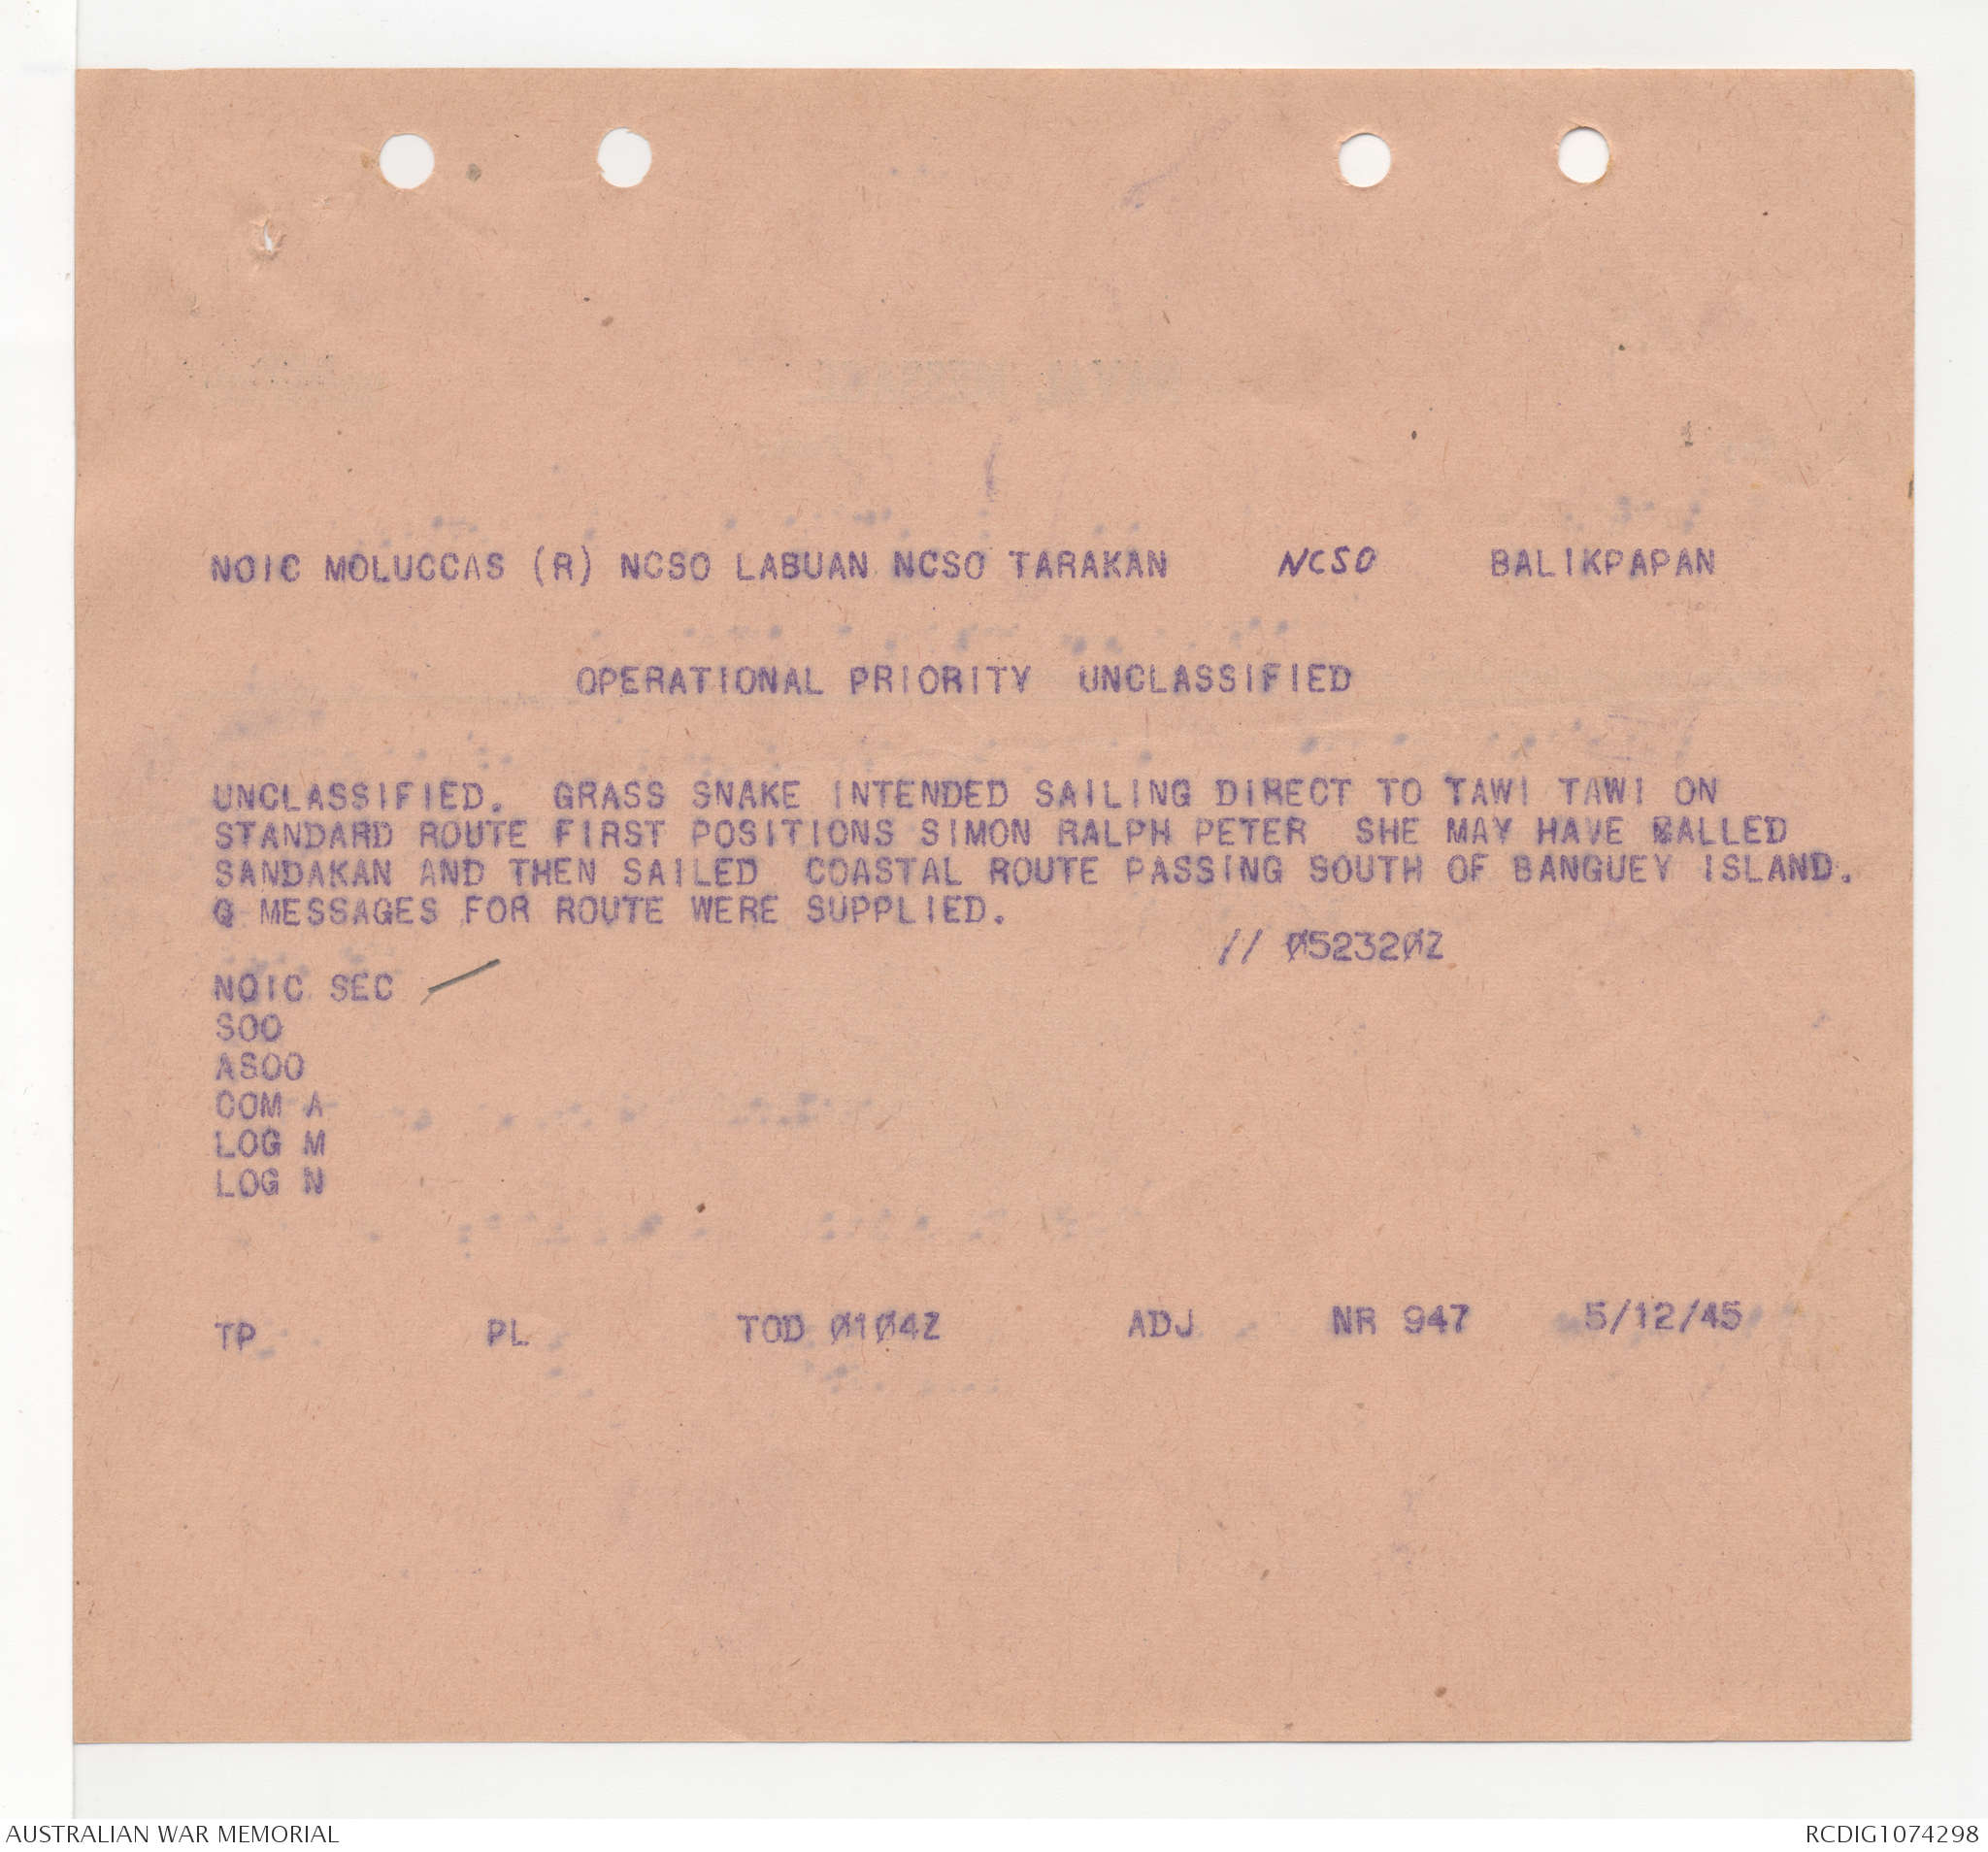 NOIC MOLUCCAS (R) NCSO LABUAN NCSO TARAKAN NCSO BALIKPAPAN
OPERATIONAL PRIORITY UNCLASSIFIED
UNCLASSIFIED. GRASS SNAKE INTENDED SAILING DIRECT TO TAWI TAWI ON
STANDARD ROUTE FIRST POSITIONS SIMON RALPH PETER SHE MAY HAVE CALLED
SANDAKAN AND THEN SAILED COASTAL ROUTE PASSING SOUTH OF BANGUEY ISLAND.
Q MESSAGES FOR ROUTE WERE SUPPLIED.
// Ø5232ØZ
NOIC SEC
SOO
ASOO
COM A
LOG M
LOG N
TP PL TOD Ø1Ø4Z ADJ NR 947 5/12/45
AUSTRALIAN WAR MEMORIAL RCDIG1074298